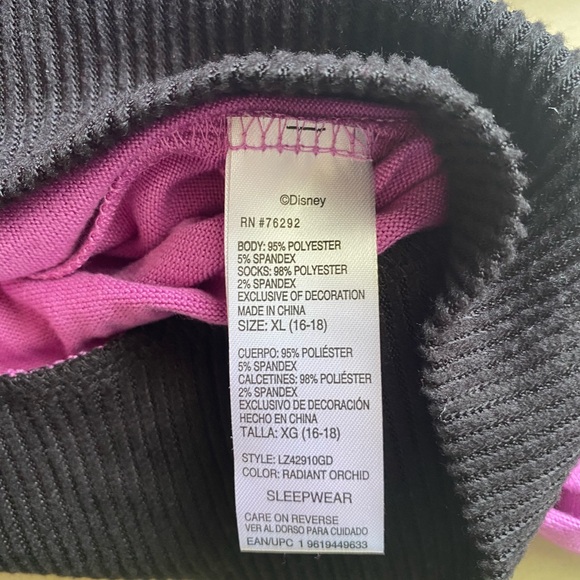 ©Disney
RN #76292
BODY: 95% POLYESTER
5% SPANDEX
SOCKS: 98% POLYESTER
2% SPANDEX
EXCLUSIVE OF DECORATION
MADE IN CHINA
SIZE: XL (16-18)
CUERPO: 95% POLIÉSTER
5% SPANDEX
CALCETINES: 98% POLIÉSTER
2% SPANDEX
EXCLUSIVO DE DECORACIÓN
HECHO EN CHINA
TALLA: XG (16-18)
STYLE: LZ42910GD
COLOR: RADIANT ORCHID
SLEEPWEAR
CARE ON REVERSE
VER AL DORSO PARA EL CUIDADO
EAN/UPC 1 9619449633